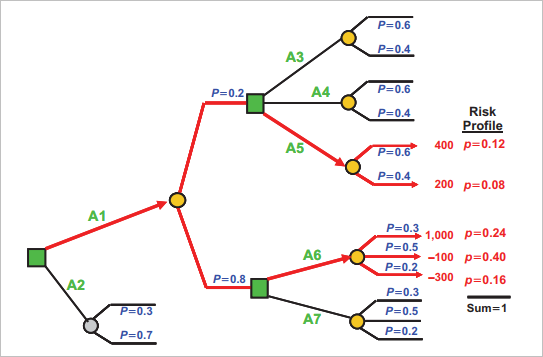 P=0.6
P=0.4
A3
P=0.2
A4
P=0.6
P=0.4
Risk
Profile
A5
P=0.6
400 p=0.12
P=0.4
200 p=0.08
A1
P=0.3
1,000 p=0.24
A6
P=0.5
–100 p=0.40
P=0.8
P=0.2
–300 p=0.16
A2
P=0.3
Sum=1
P=0.3
A7
P=0.5
P=0.7
P=0.2